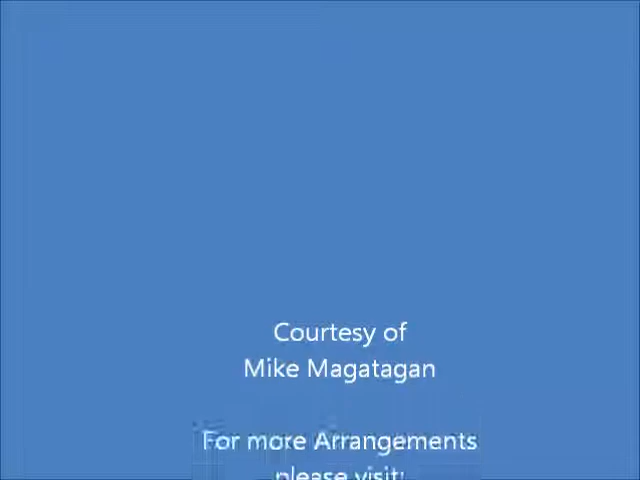 Courtesy of
Mike Magatagan
For more Arrangements
please visit: